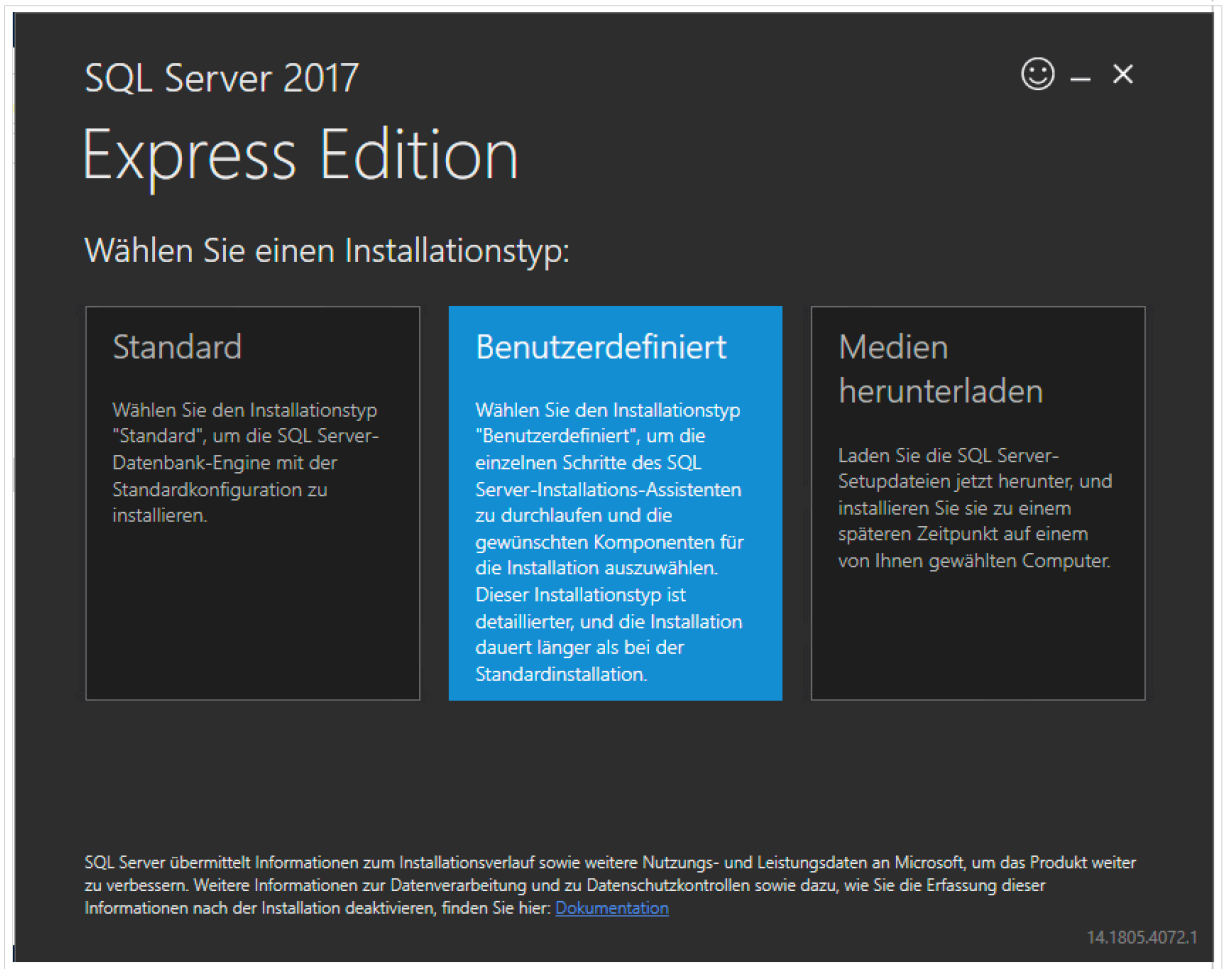 SQL Server 2017
Express Edition
Wählen Sie einen Installationstyp:
Standard
Wählen Sie den Installationstyp
"Standard", um die SQL Server-
Datenbank-Engine mit der
Standardkonfiguration zu
installieren.
Benutzerdefiniert
Wählen Sie den Installationstyp
"Benutzerdefiniert", um die
einzelnen Schritte des SQL
Server-Installations-Assistenten
zu durchlaufen und die
gewünschten Komponenten für
die Installation auszuwählen.
Dieser Installationstyp ist
detaillierter, und die Installation
dauert länger als bei der
Standardinstallation.
Medien
herunterladen
Laden Sie die SQL Server-
Setupdateien jetzt herunter, und
installieren Sie sie zu einem
späteren Zeitpunkt auf einem
von Ihnen gewählten Computer.
SQL Server übermittelt Informationen zum Installationsverlauf sowie weitere Nutzungs- und Leistungsdaten an Microsoft, um das Produkt weiter
zu verbessern. Weitere Informationen zur Datenverarbeitung und zu Datenschutzkontrollen sowie dazu, wie Sie die Erfassung dieser
Informationen nach der Installation deaktivieren, finden Sie hier: Dokumentation
14.1805.4072.1